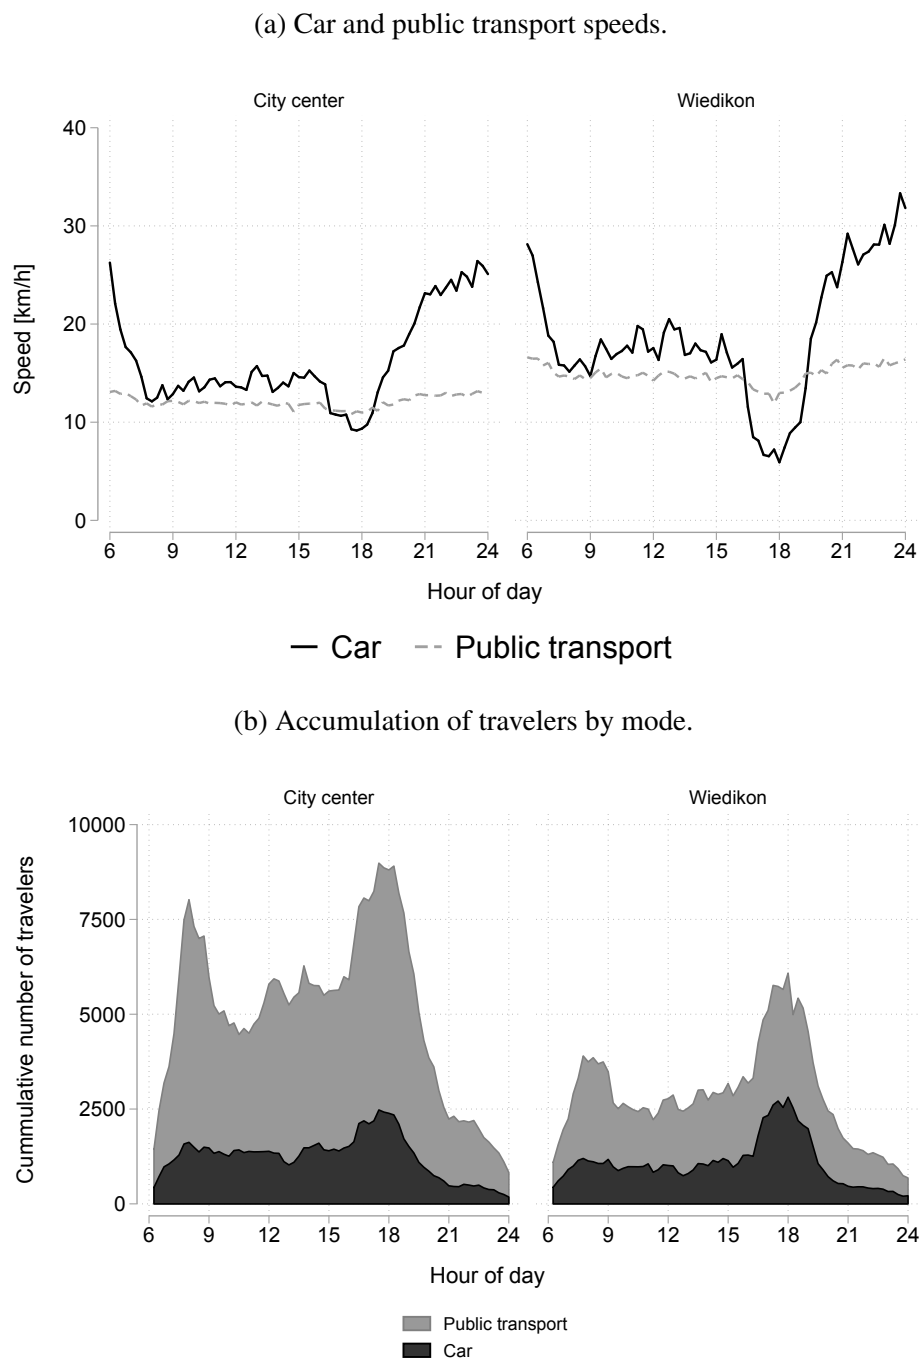 (a) Car and public transport speeds.
City center
Wiedikon
40
30
20
10
0
Speed [km/h]
6 9 12 15 18 21 24
6 9 12 15 18 21 24
Hour of day
Car
Public transport
(b) Accumulation of travelers by mode.
City center
Wiedikon
10000
7500
5000
2500
0
Cummulative number of travelers
6 9 12 15 18 21 24
6 9 12 15 18 21 24
Hour of day
Public transport
Car